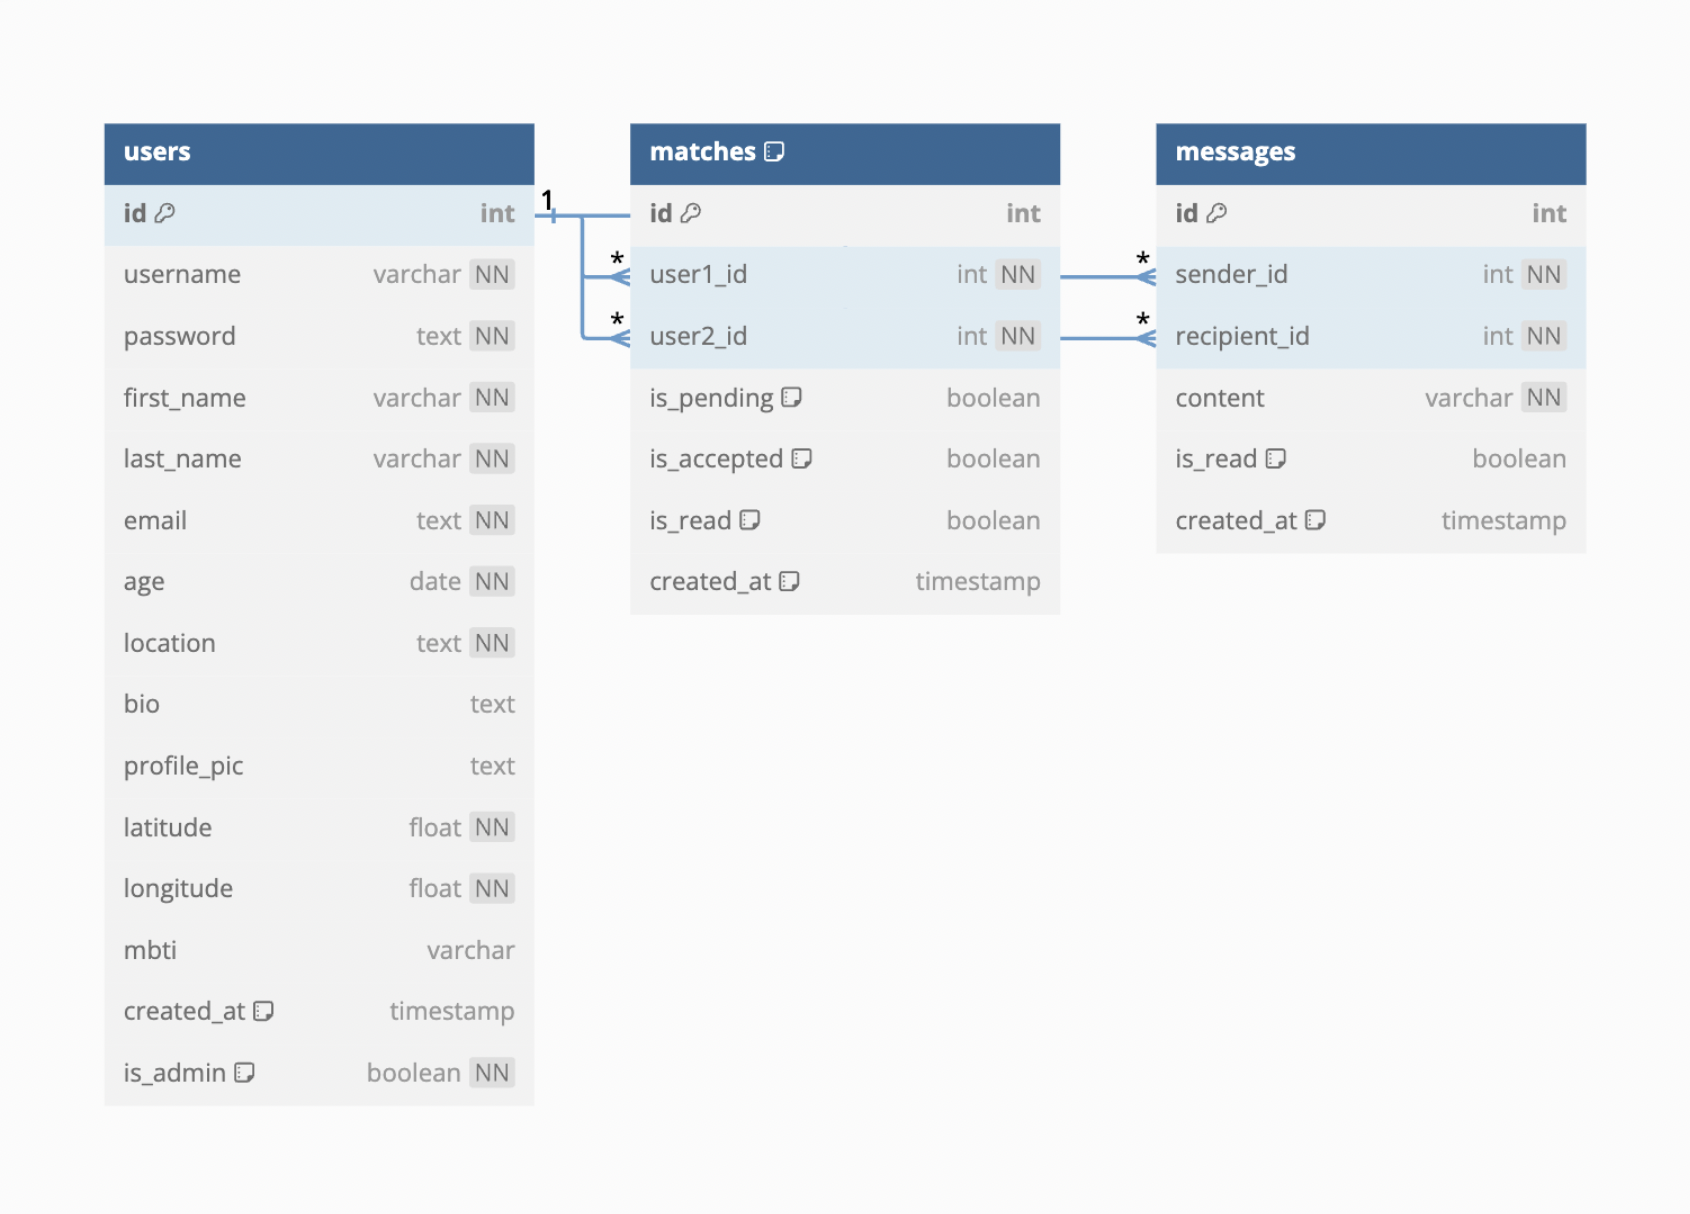 users
id int
username varchar NN
password text NN
first_name varchar NN
last_name varchar NN
email text NN
age date NN
location text NN
bio text
profile_pic text
latitude float NN
longitude float NN
mbti varchar
created_at timestamp
is_admin boolean NN
1
*
*
matches
id int
user1_id int NN
user2_id int NN
is_pending boolean
is_accepted boolean
is_read boolean
created_at timestamp
*
*
messages
id int
sender_id int NN
recipient_id int NN
content varchar NN
is_read boolean
created_at timestamp